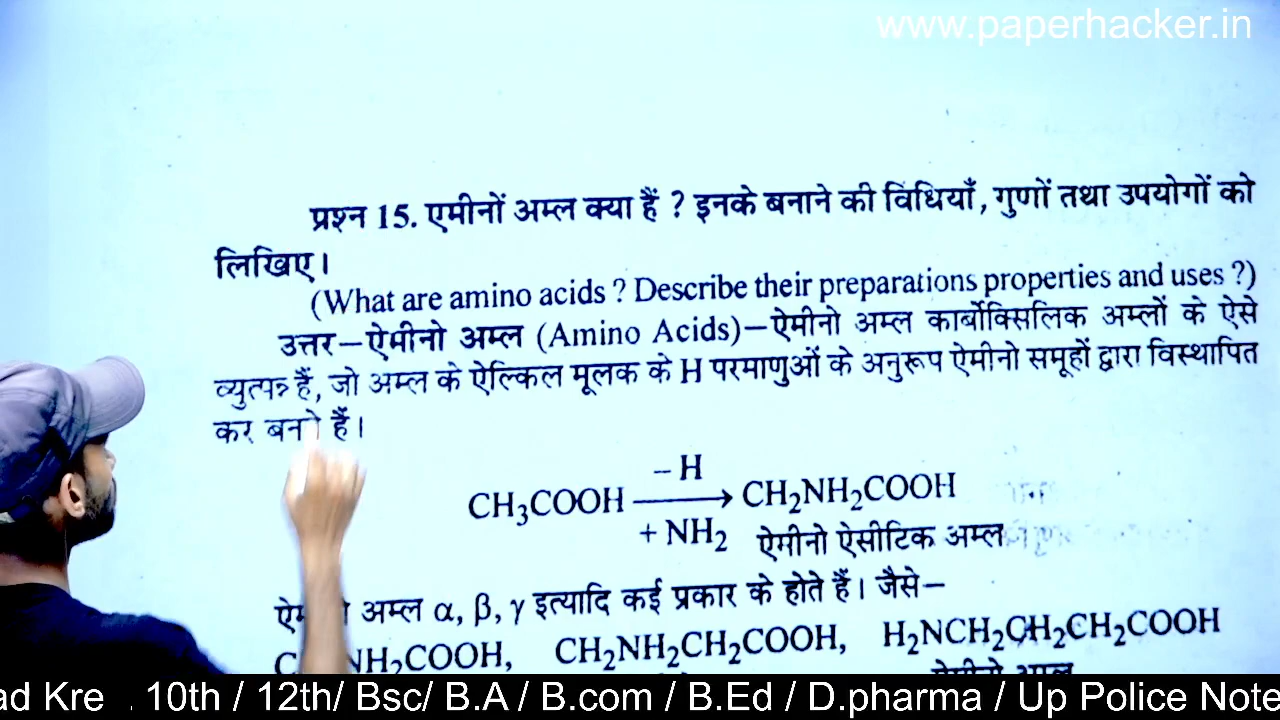 www.paperhacker.in
प्रश्न 15. एमीनों अम्ल क्या हैं ? इनके बनाने की विधियाँ, गुणों तथा उपयोगों को
लिखिए।
(What are amino acids ? Describe their preparations properties and uses ?)
उत्तर–ऐमीनो अम्ल (Amino Acids)–ऐमीनो अम्ल कार्बोक्सिलिक अम्लों के ऐसे
व्युत्पन्न हैं, जो अम्ल के ऐल्किल मूलक के H परमाणुओं के अनुरूप ऐमीनो समूहों द्वारा विस्थापित
कर बनते हैं।
– H
CH₃COOH ⟶ CH₂NH₂COOH
+ NH₂ ऐमीनो ऐसीटिक अम्ल
अम्ल α, β, γ इत्यादि कई प्रकार के होते हैं। जैसे–
NH₂COOH, CH₂NH₂CH₂COOH, H₂NCH₂CH₂CH₂COOH
ad Kre . 10th / 12th/ Bsc/ B.A / B.com / B.Ed / D.pharma / Up Police Note